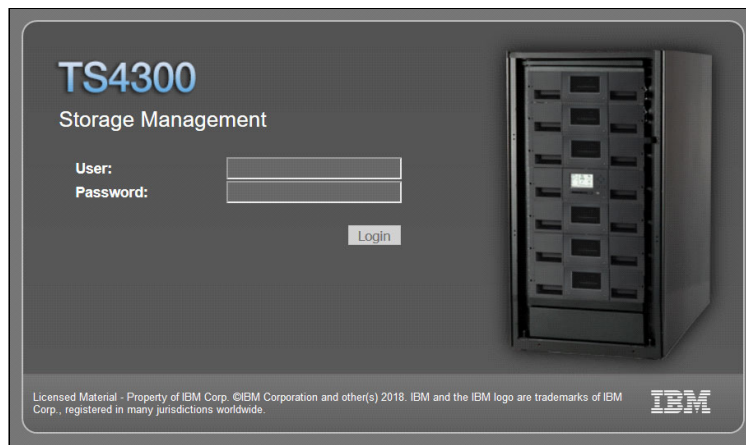 TS4300
Storage Management
User:
Password:
Login
Licensed Material - Property of IBM Corp. ©IBM Corporation and other(s) 2018. IBM and the IBM logo are trademarks of IBM
Corp., registered in many jurisdictions worldwide.
IBM